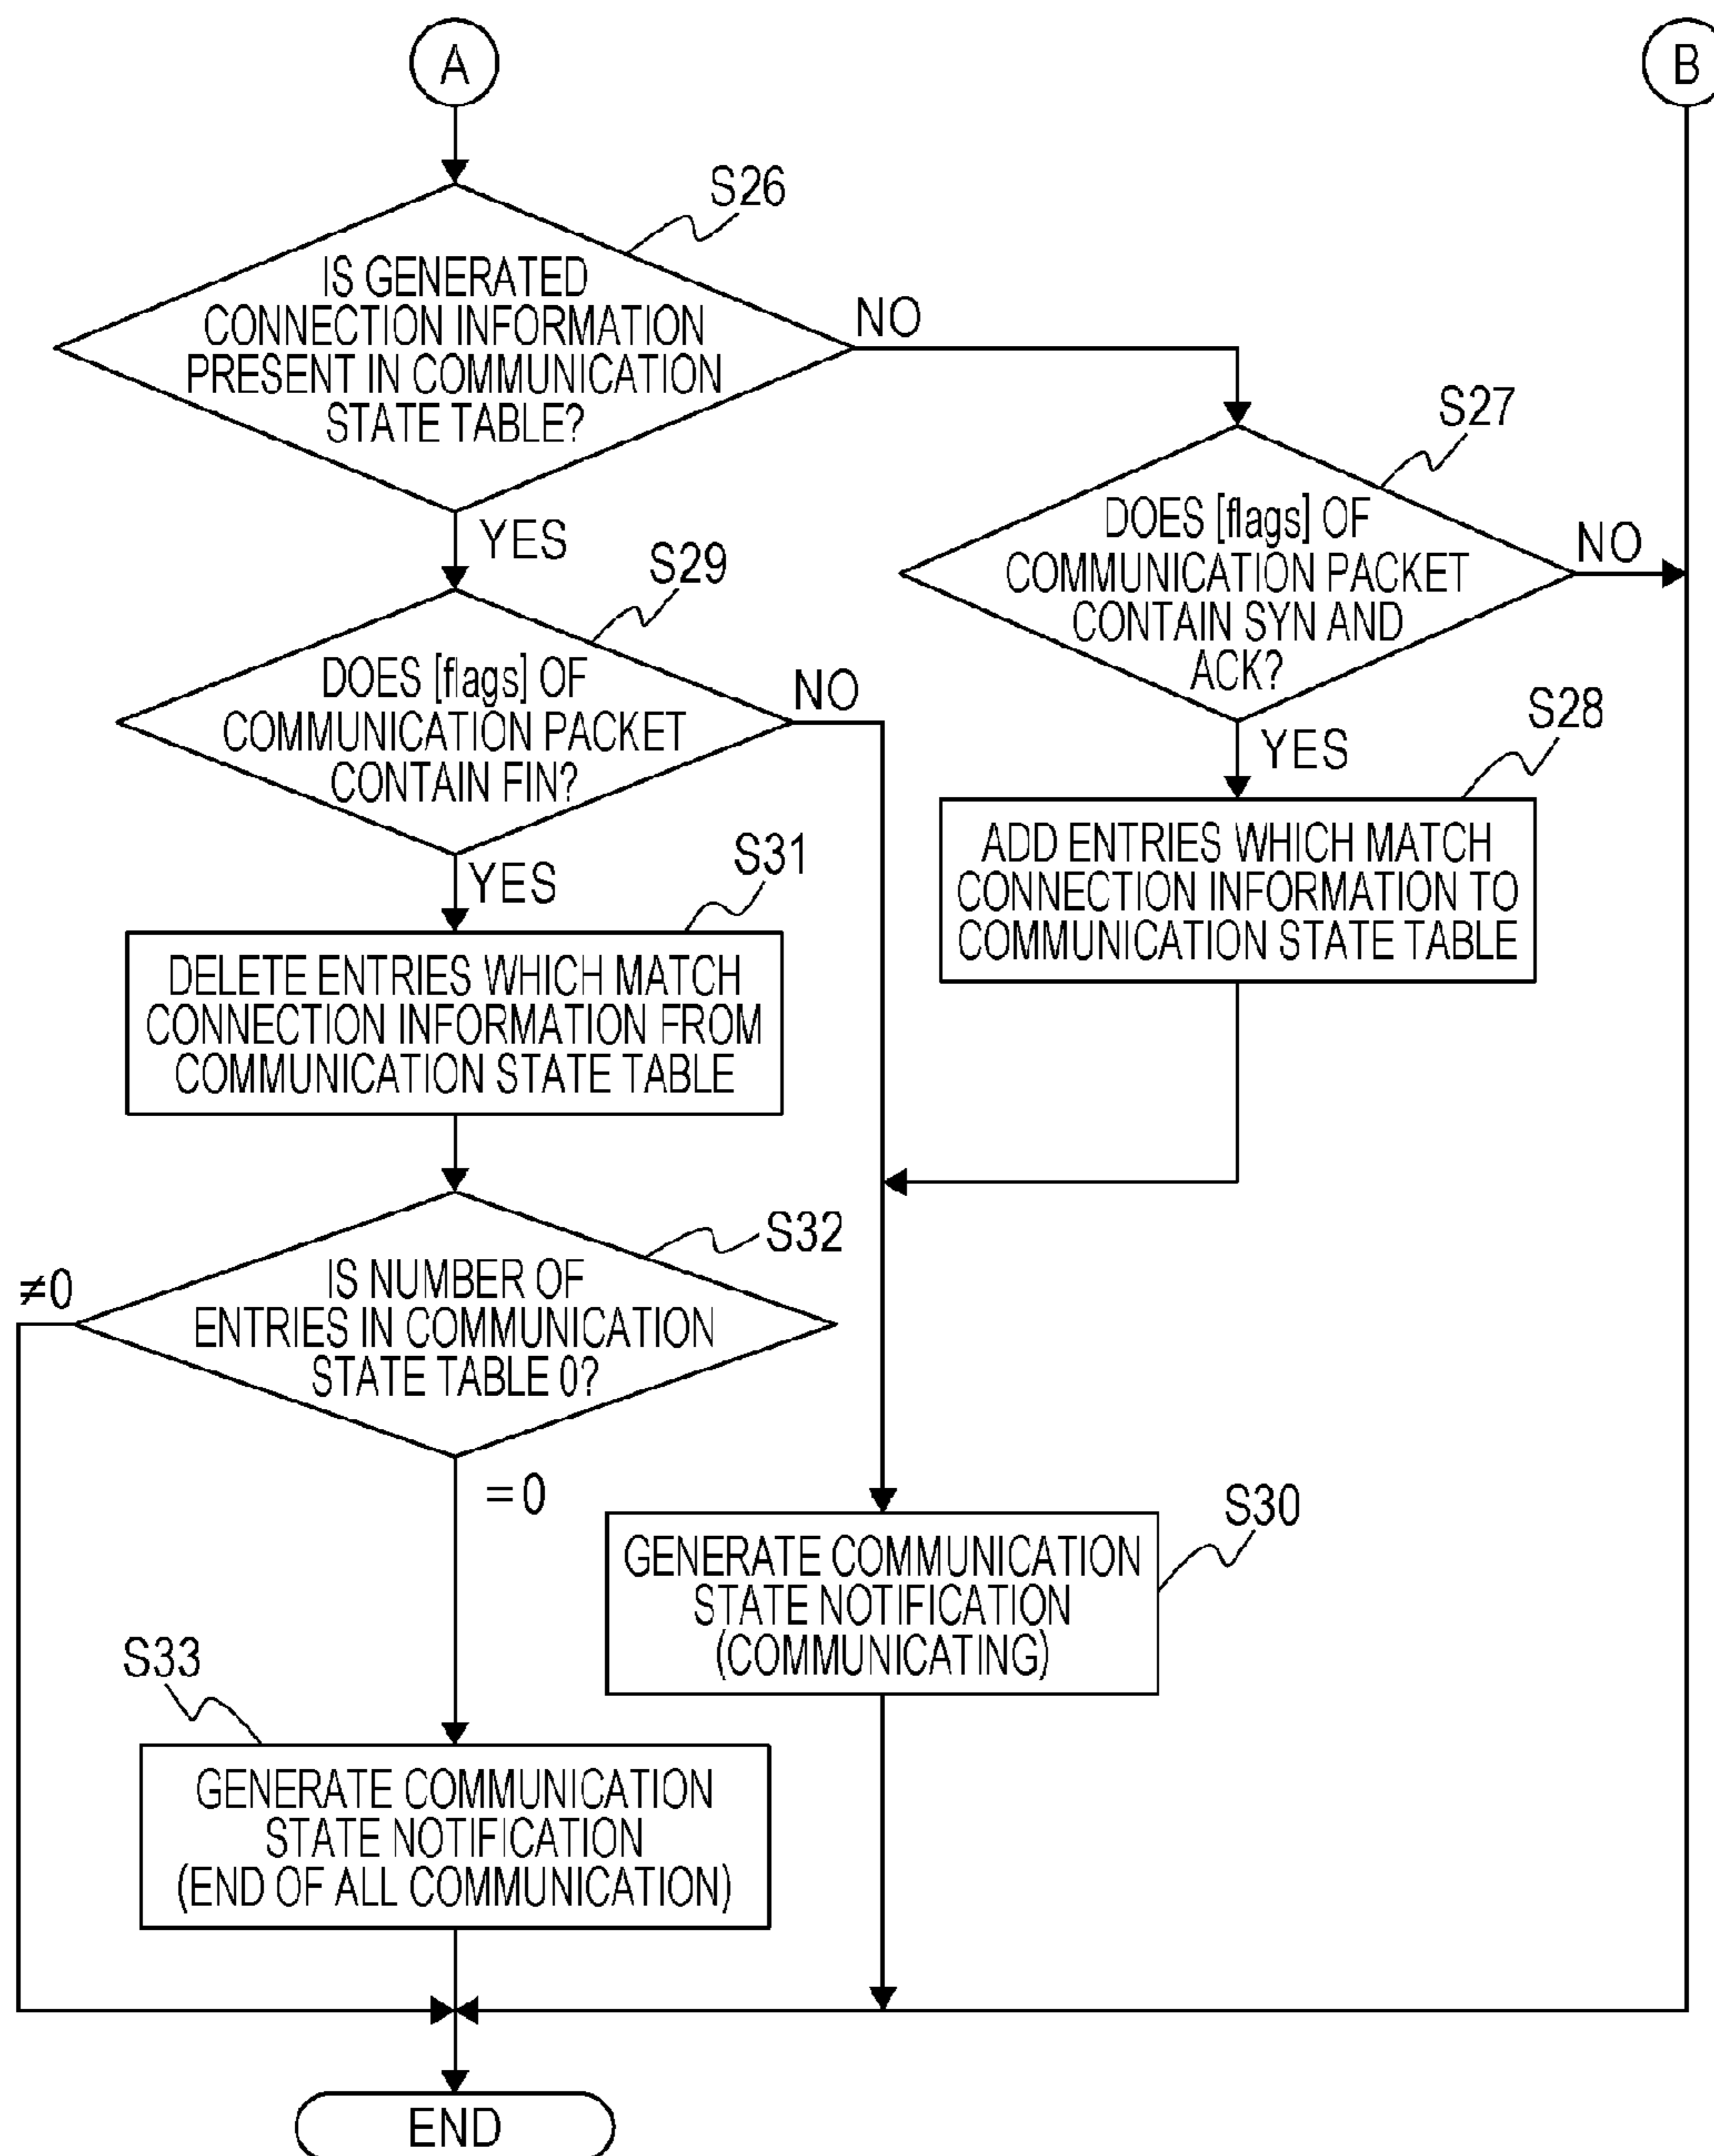 A
B
S26
IS GENERATED
CONNECTION INFORMATION
PRESENT IN COMMUNICATION
STATE TABLE?
NO
YES
S27
DOES [flags] OF
COMMUNICATION PACKET
CONTAIN SYN AND
ACK?
NO
YES
S29
DOES [flags] OF
COMMUNICATION PACKET
CONTAIN FIN?
NO
YES
S28
ADD ENTRIES WHICH MATCH
CONNECTION INFORMATION TO
COMMUNICATION STATE TABLE
S31
DELETE ENTRIES WHICH MATCH
CONNECTION INFORMATION FROM
COMMUNICATION STATE TABLE
S32
IS NUMBER OF
ENTRIES IN COMMUNICATION
STATE TABLE 0?
≠0
=0
S30
GENERATE COMMUNICATION
STATE NOTIFICATION
(COMMUNICATING)
S33
GENERATE COMMUNICATION
STATE NOTIFICATION
(END OF ALL COMMUNICATION)
END